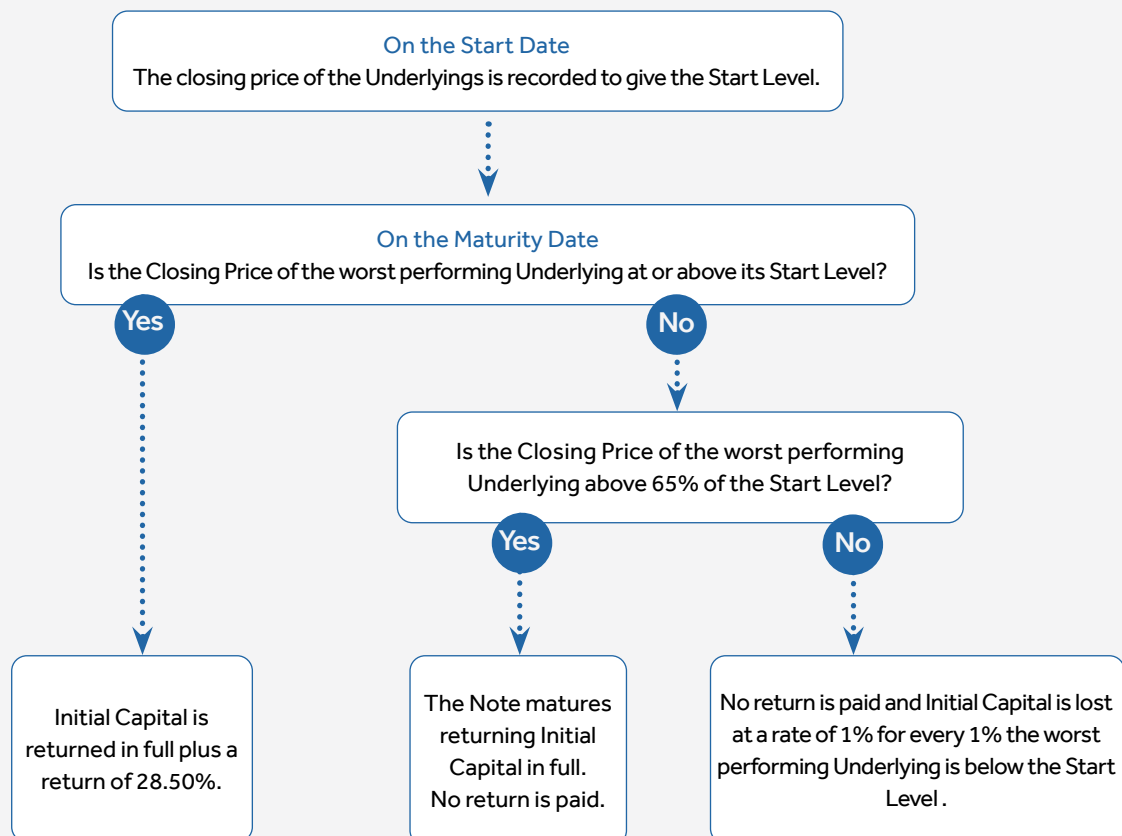 On the Start Date
The closing price of the Underlyings is recorded to give the Start Level.
On the Maturity Date
Is the Closing Price of the worst performing Underlying at or above its Start Level?
Yes
No
Is the Closing Price of the worst performing
Underlying above 65% of the Start Level?
Yes
No
Initial Capital is
returned in full plus a
return of 28.50%.
The Note matures
returning Initial
Capital in full.
No return is paid.
No return is paid and Initial Capital is lost
at a rate of 1% for every 1% the worst
performing Underlying is below the Start
Level .